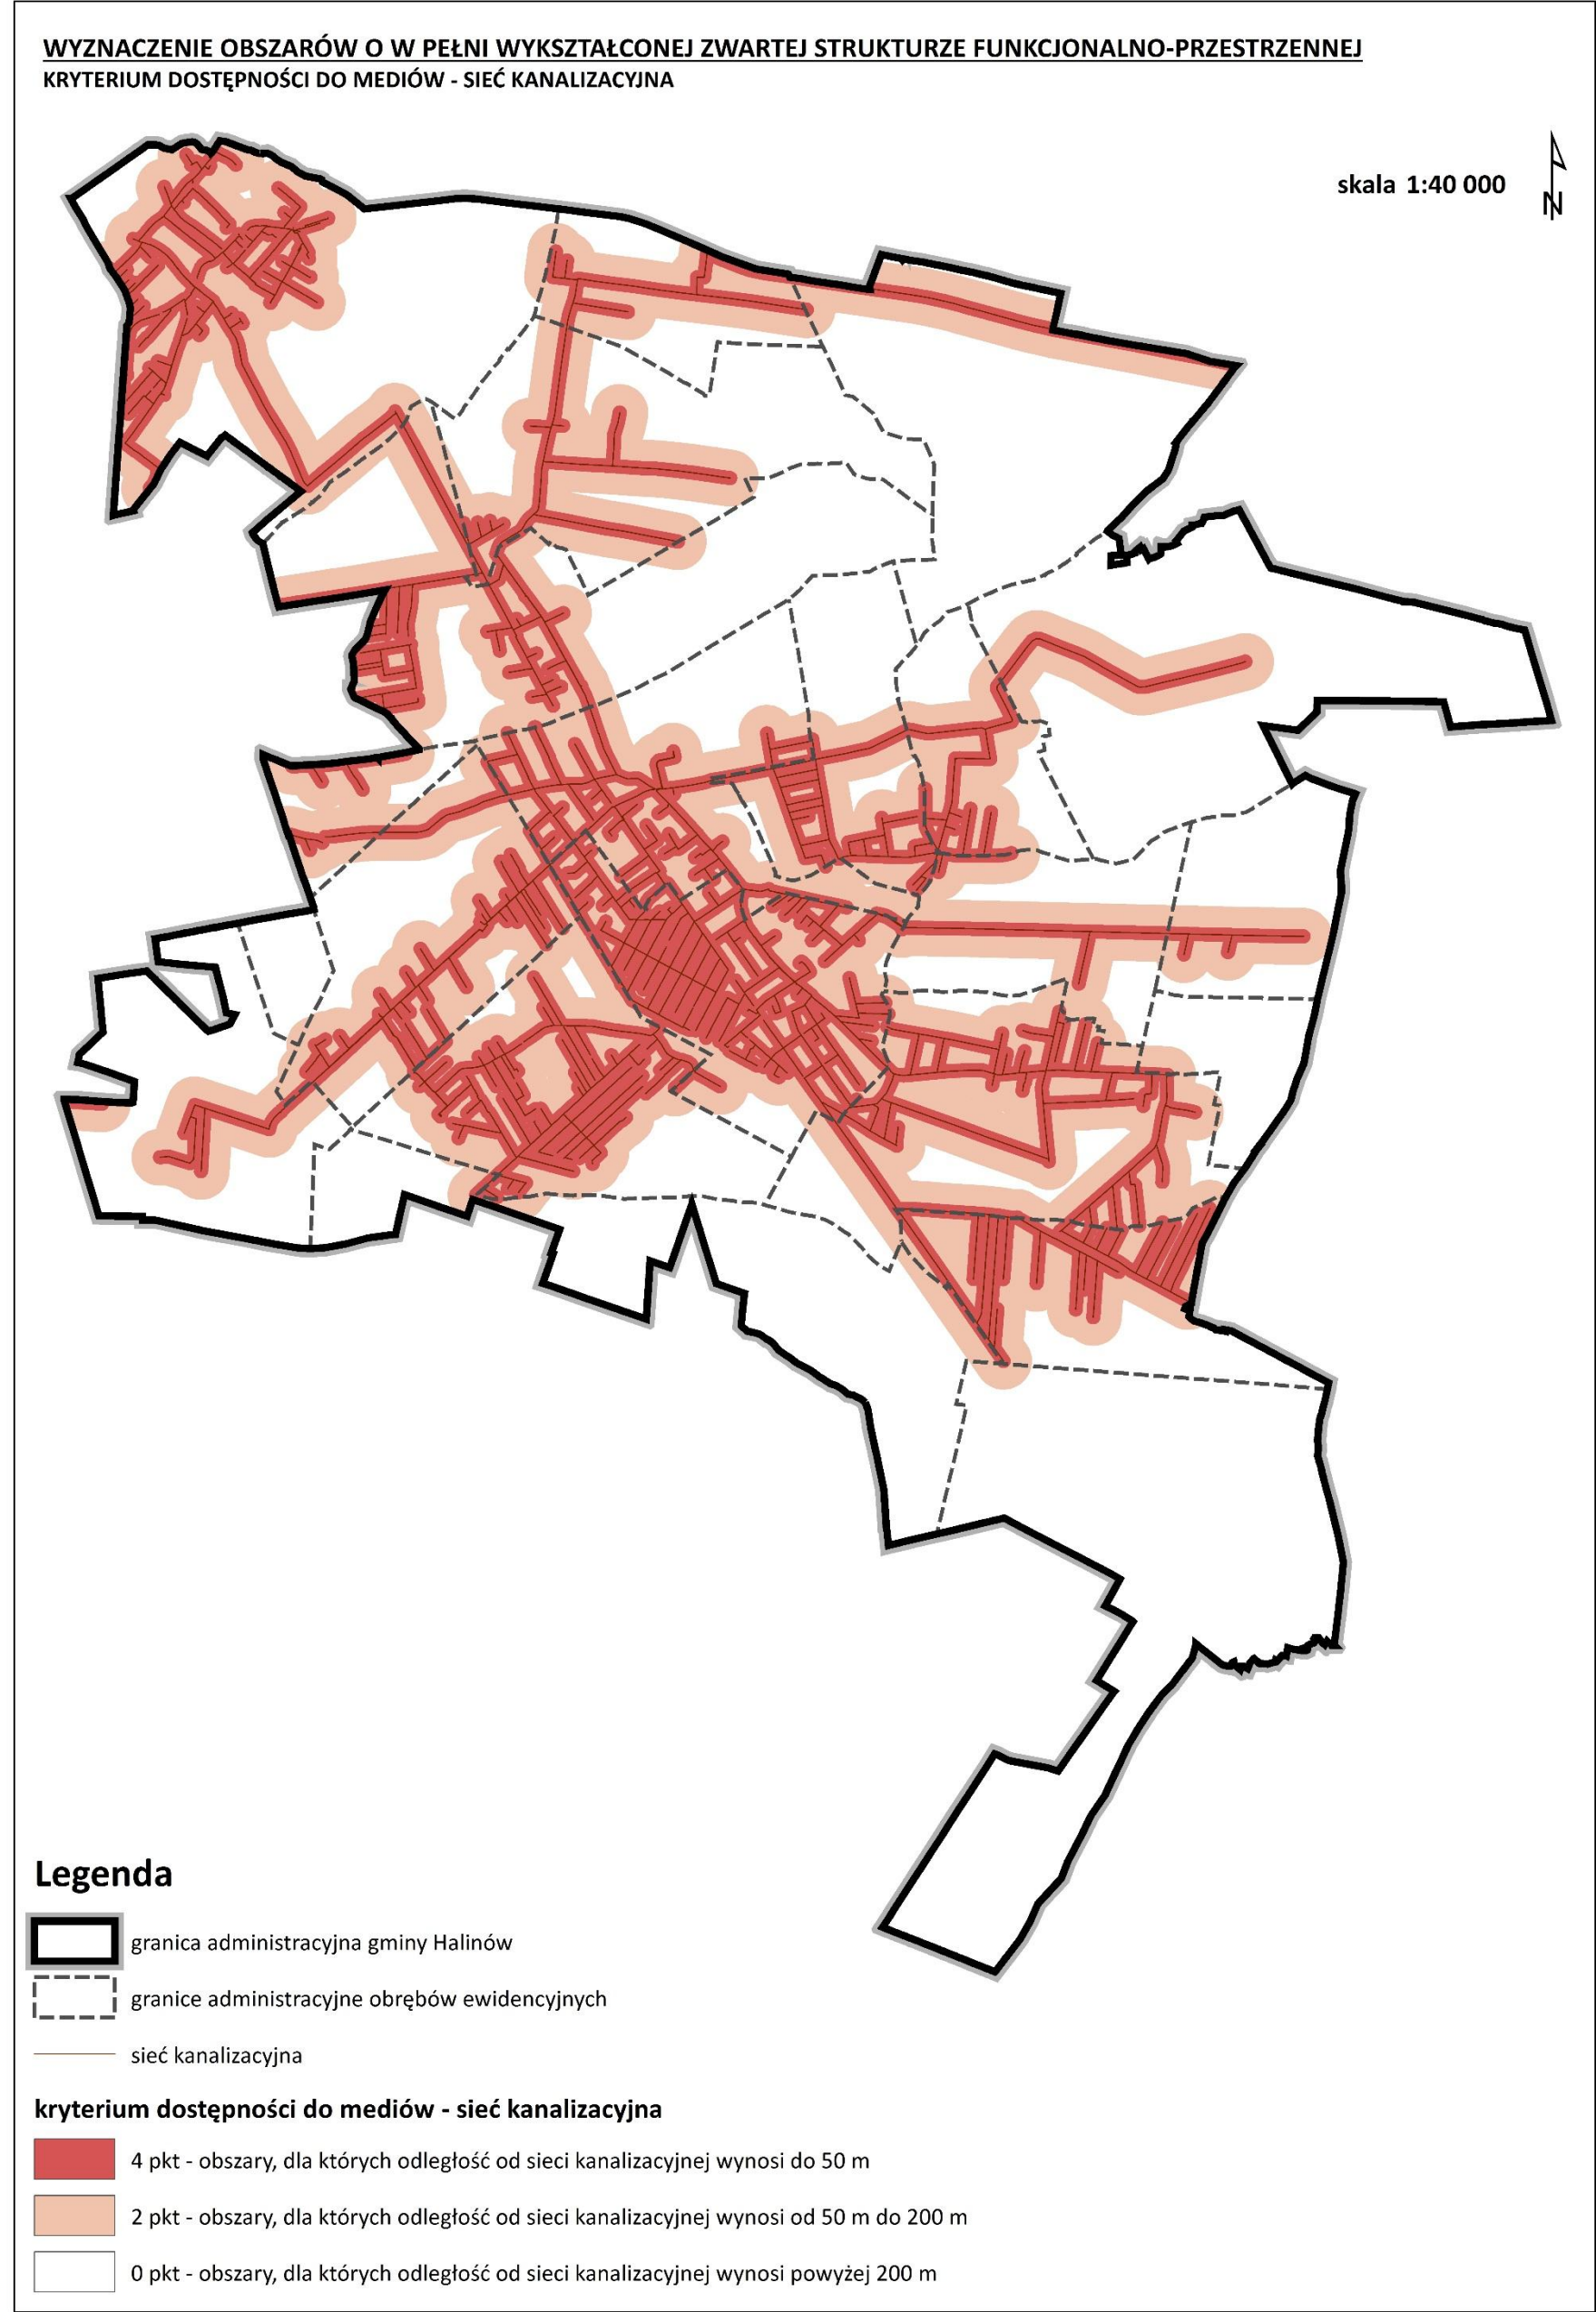 WYZNACZENIE OBSZARÓW O W PEŁNI WYKSZTAŁCONEJ ZWARTEJ STRUKTURZE FUNKCJONALNO-PRZESTRZENNEJ
KRYTERIUM DOSTĘPNOŚCI DO MEDIÓW - SIEĆ KANALIZACYJNA
skala 1:40 000
N
Legenda
granica administracyjna gminy Halinów
granice administracyjne obrębów ewidencyjnych
sieć kanalizacyjna
kryterium dostępności do mediów - sieć kanalizacyjna
4 pkt - obszary, dla których odległość od sieci kanalizacyjnej wynosi do 50 m
2 pkt - obszary, dla których odległość od sieci kanalizacyjnej wynosi od 50 m do 200 m
0 pkt - obszary, dla których odległość od sieci kanalizacyjnej wynosi powyżej 200 m